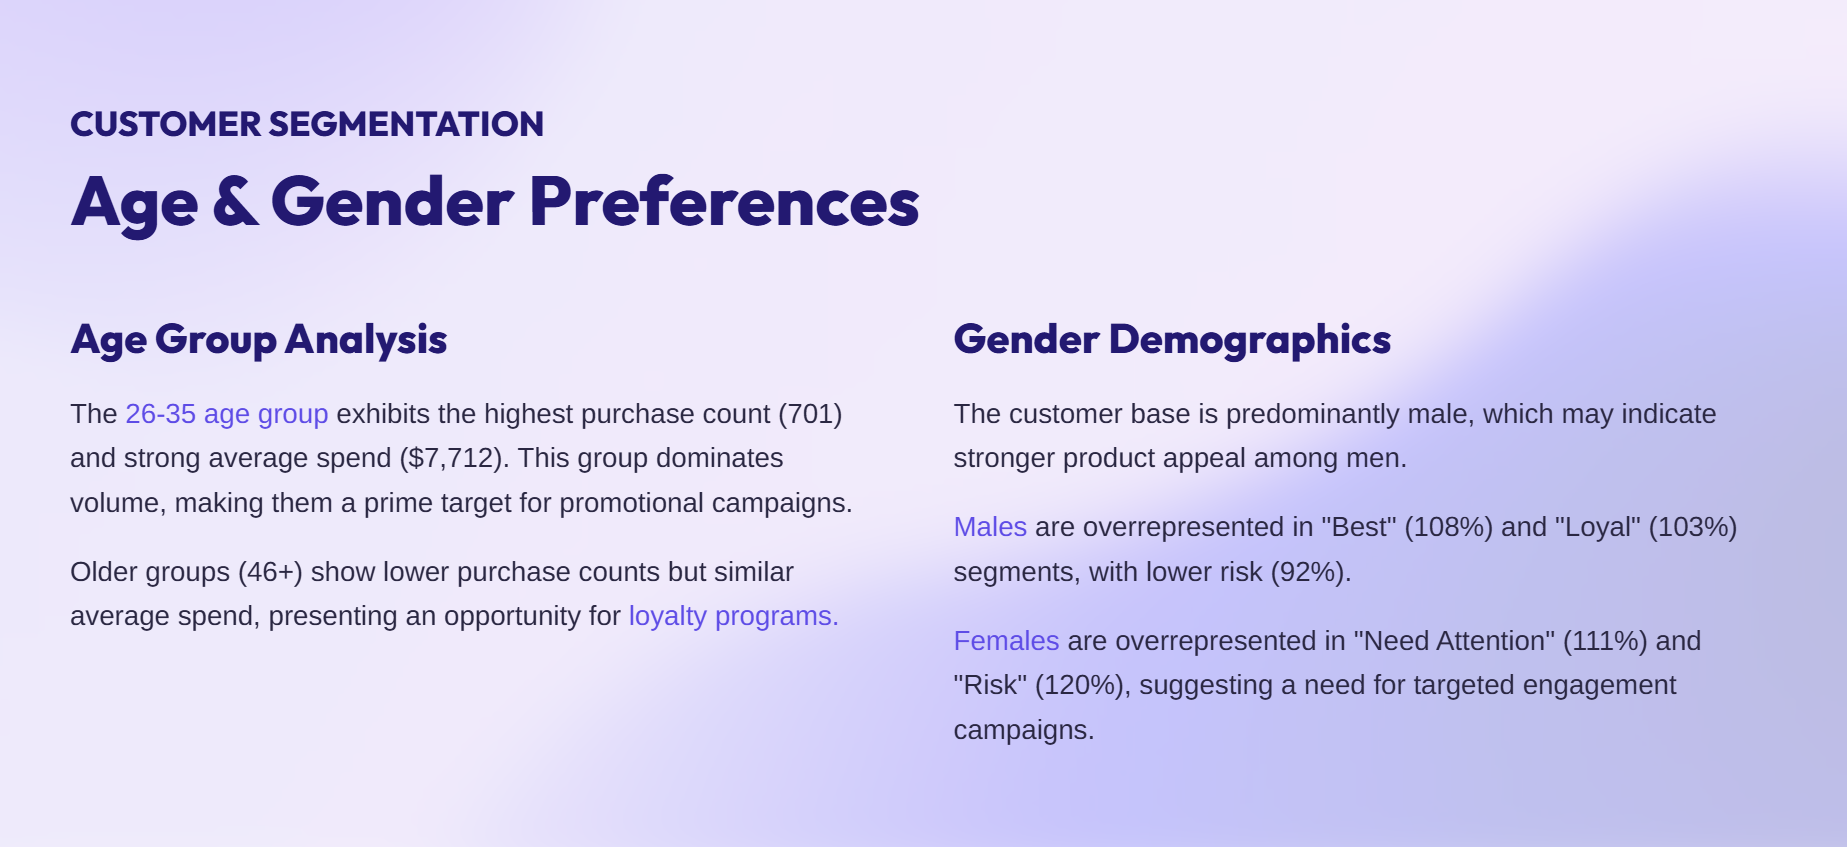 CUSTOMER SEGMENTATION
Age & Gender Preferences
Age Group Analysis
The 26-35 age group exhibits the highest purchase count (701)
and strong average spend ($7,712). This group dominates
volume, making them a prime target for promotional campaigns.
Older groups (46+) show lower purchase counts but similar
average spend, presenting an opportunity for loyalty programs.
Gender Demographics
The customer base is predominantly male, which may indicate
stronger product appeal among men.
Males are overrepresented in "Best" (108%) and "Loyal" (103%)
segments, with lower risk (92%).
Females are overrepresented in "Need Attention" (111%) and
"Risk" (120%), suggesting a need for targeted engagement
campaigns.